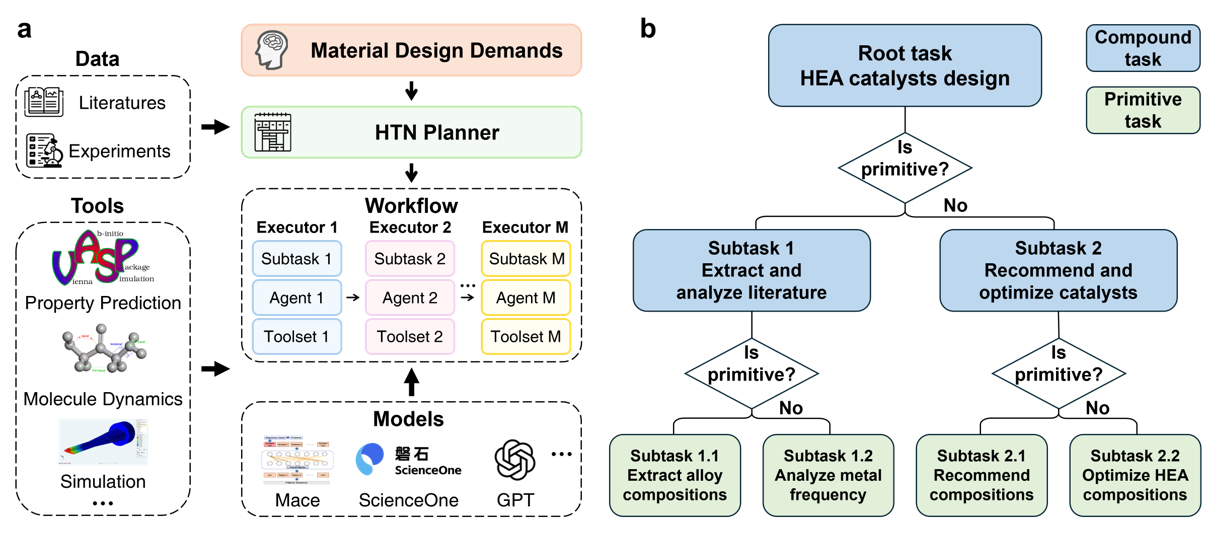 a
Data
Literatures
Experiments
Tools
VASP
b-initio
ackage
ienna
imulation
Property Prediction
Molecule Dynamics
Simulation
...
Material Design Demands
HTN Planner
Workflow
Executor 1 Executor 2 Executor M
Subtask 1 Subtask 2 Subtask M
...
Agent 1 Agent 2 Agent M
Toolset 1 Toolset 2 Toolset M
Models
磐石
ScienceOne
...
Mace ScienceOne GPT
b
Root task
HEA catalysts design
Compound
task
Primitive
task
Is
primitive?
No
Subtask 1
Extract and
analyze literature
Subtask 2
Recommend and
optimize catalysts
Is
primitive?
No
Is
primitive?
No
Subtask 1.1
Extract alloy
compositions
Subtask 1.2
Analyze metal
frequency
Subtask 2.1
Recommend
compositions
Subtask 2.2
Optimize HEA
compositions